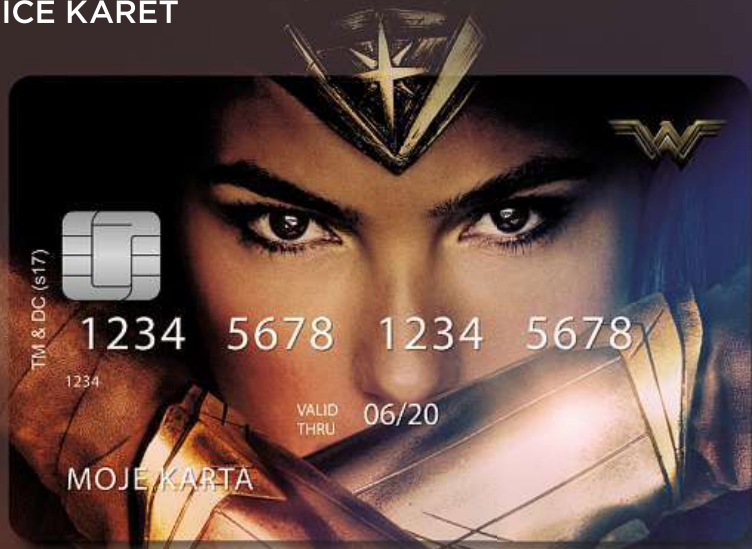 ICE KARET
TM & DC (s17)
1234 5678 1234 5678
1234
VALID
THRU
06/20
MOJE KARTA